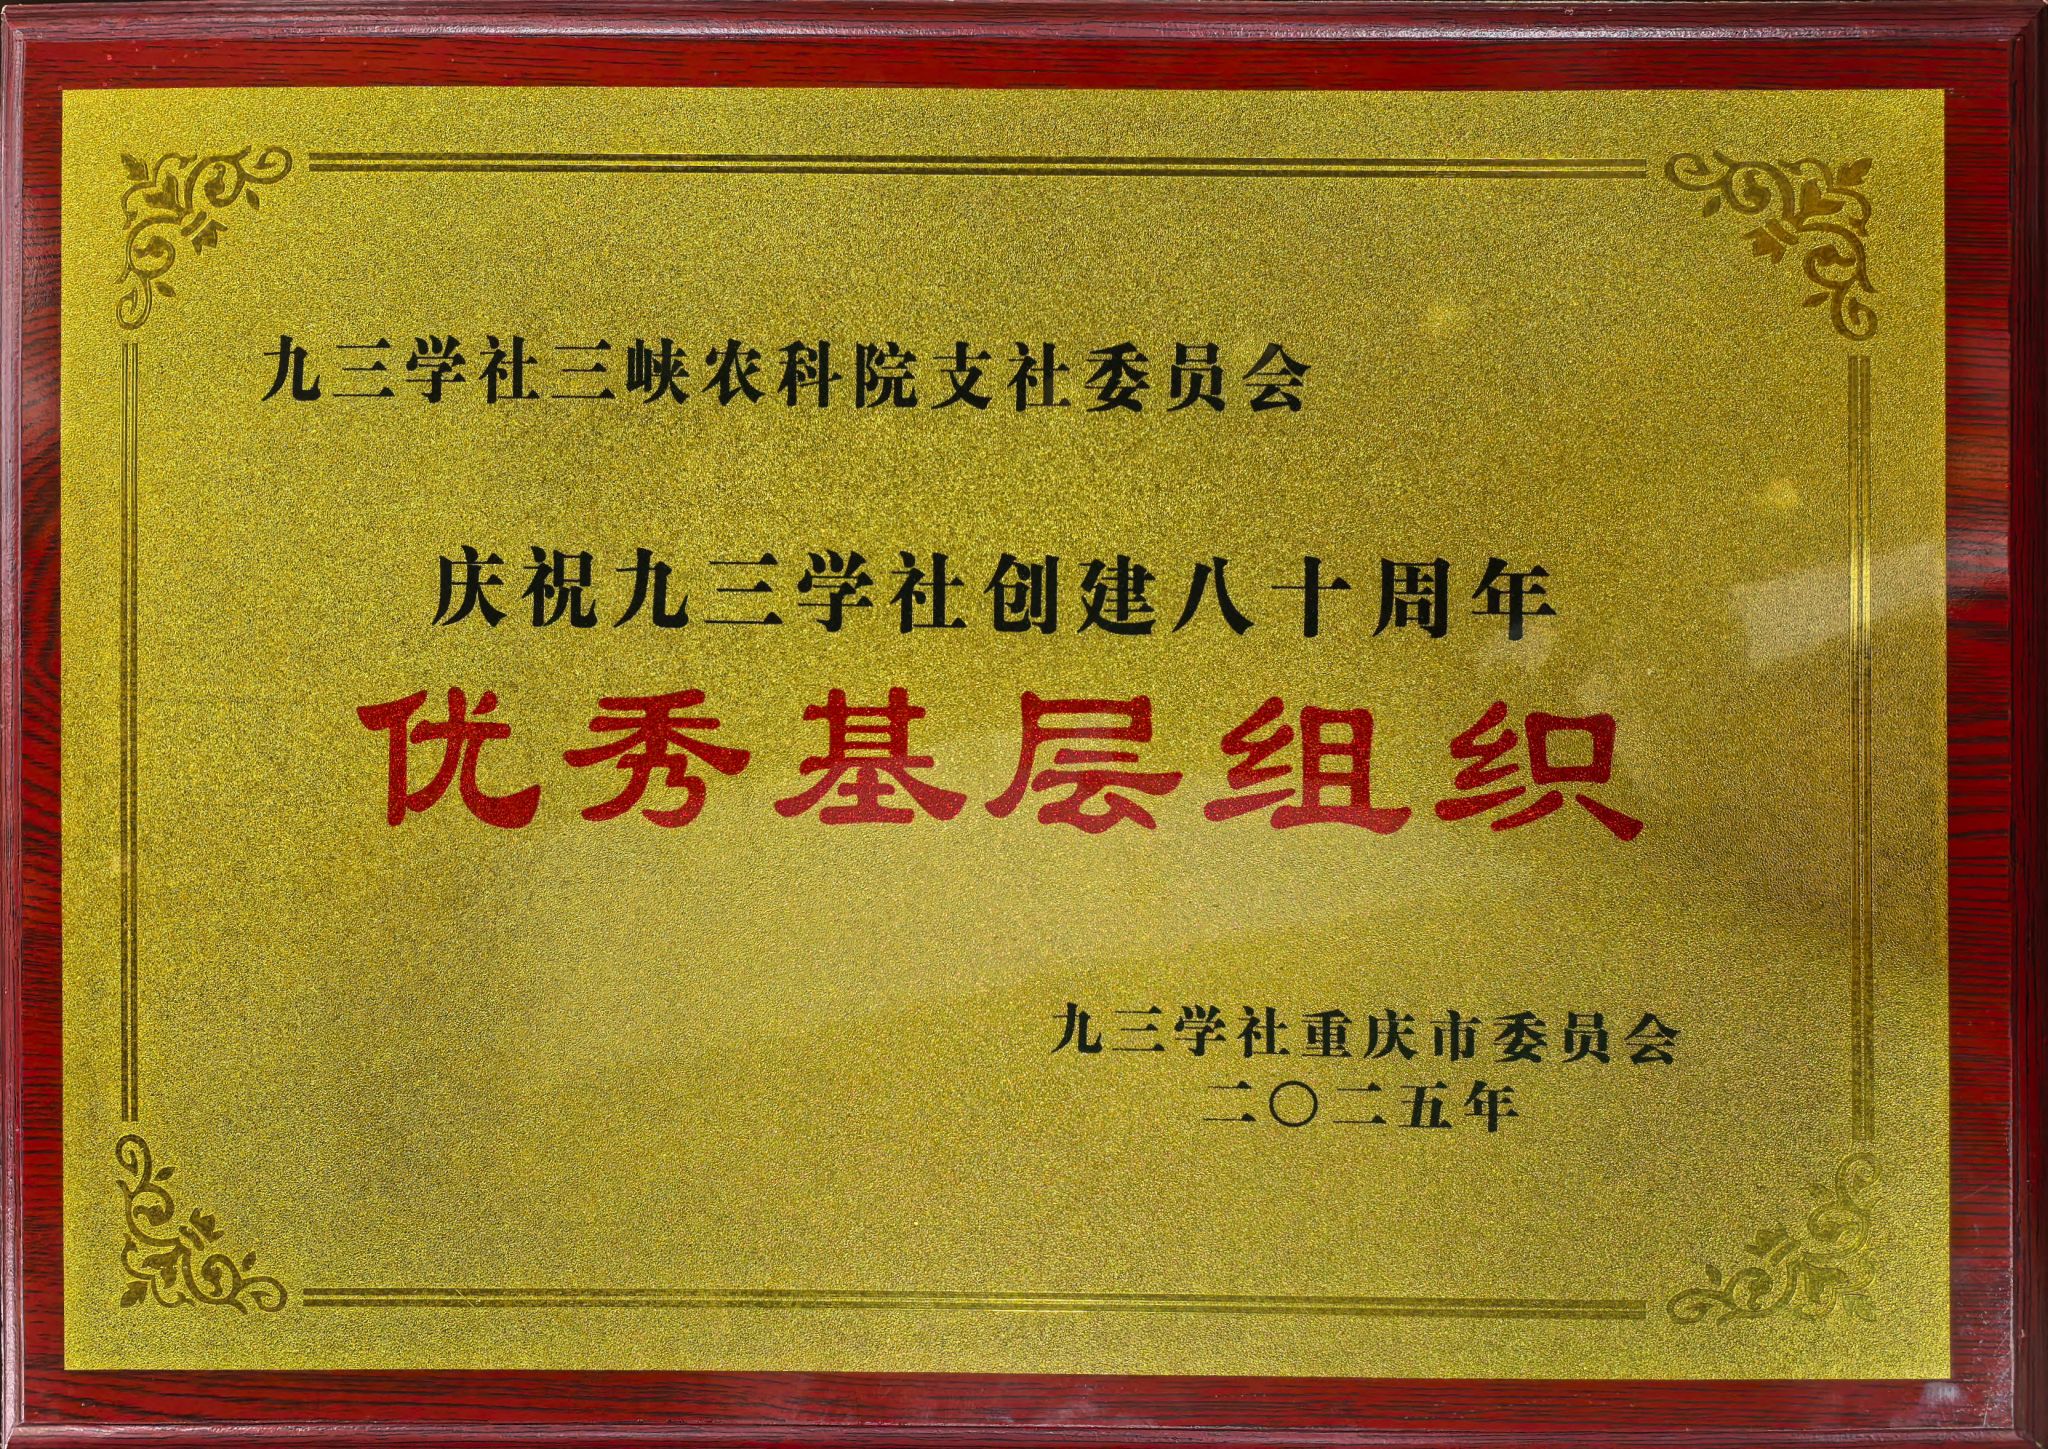 九三学社三峡农科院支社委员会
庆祝九三学社创建八十周年
优秀基层组织
九三学社重庆市委员会
二〇二五年